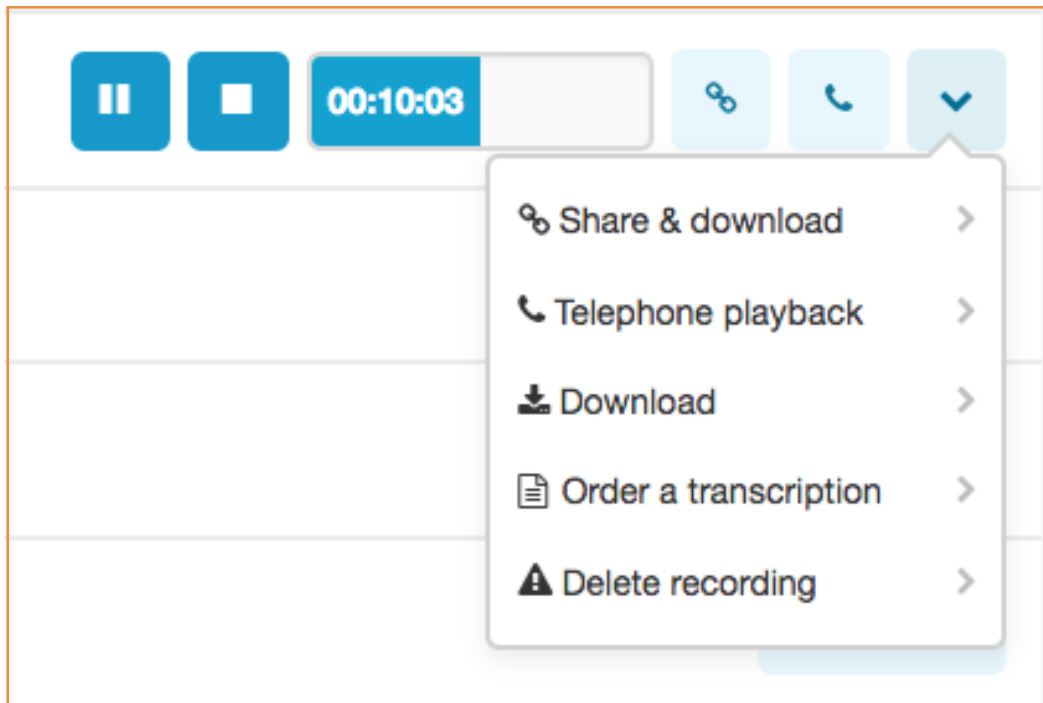 00:10:03
Share & download
Telephone playback
Download
Order a transcription
Delete recording